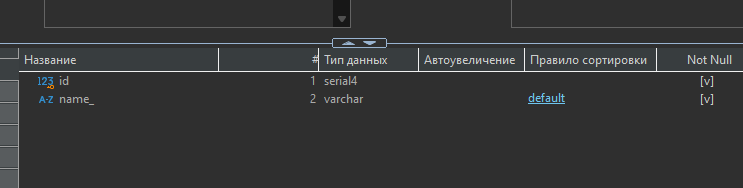 Название # Тип данных Автоувеличение Правило сортировки Not Null
123 id 1 serial4 [v]
A-Z name_ 2 varchar default [v]